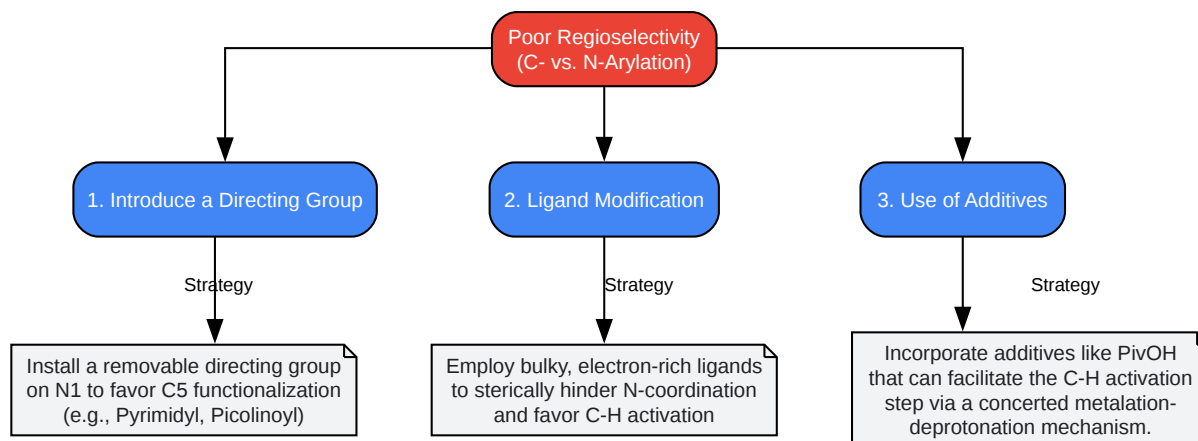 Poor Regioselectivity
(C- vs. N-Arylation)
1. Introduce a Directing Group
2. Ligand Modification
3. Use of Additives
Strategy
Strategy
Strategy
Install a removable directing group
on N1 to favor C5 functionalization
(e.g., Pyrimidyl, Picolinoyl)
Employ bulky, electron-rich ligands
to sterically hinder N-coordination
and favor C-H activation
Incorporate additives like PivOH
that can facilitate the C-H activation
step via a concerted metalation-
deprotonation mechanism.